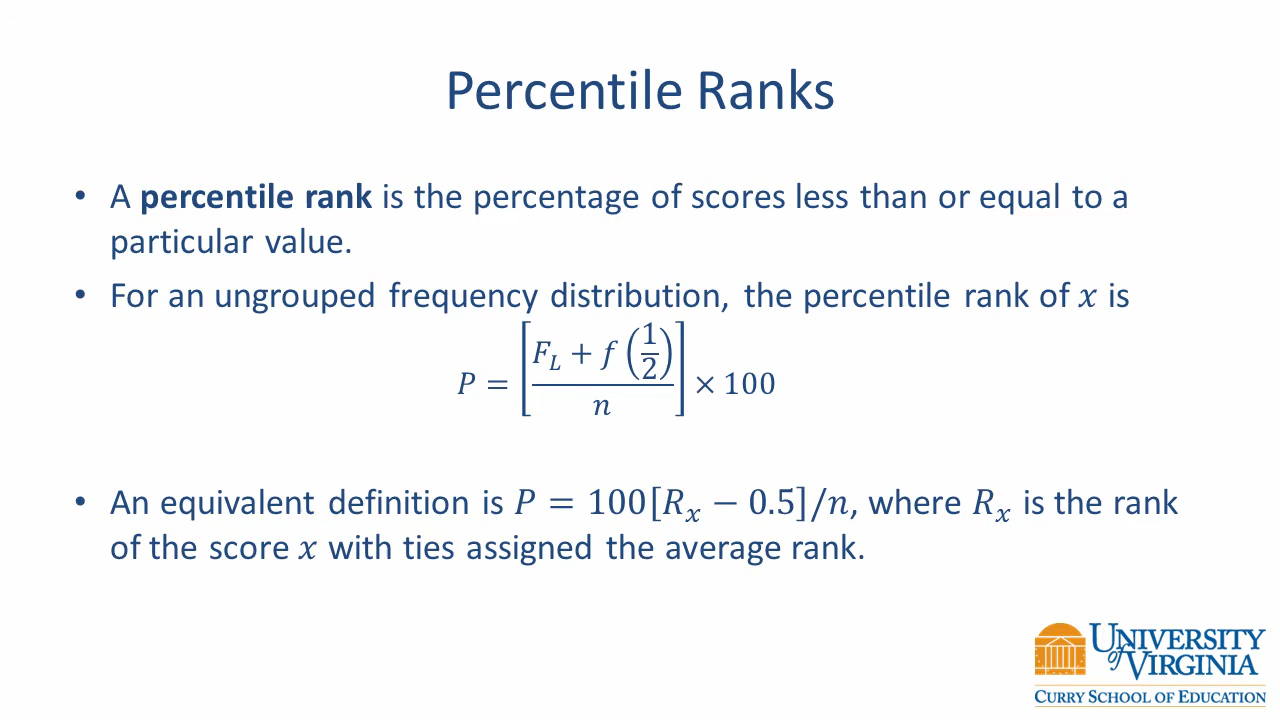 Percentile Ranks
• A percentile rank is the percentage of scores less than or equal to a
particular value.
• For an ungrouped frequency distribution, the percentile rank of 𝑥 is
𝑃 = [(𝐹_𝐿 + 𝑓(1/2))/𝑛] × 100
• An equivalent definition is 𝑃 = 100[𝑅_𝑥 − 0.5]/𝑛, where 𝑅_𝑥 is the rank
of the score 𝑥 with ties assigned the average rank.
UNIVERSITY
of VIRGINIA
CURRY SCHOOL OF EDUCATION